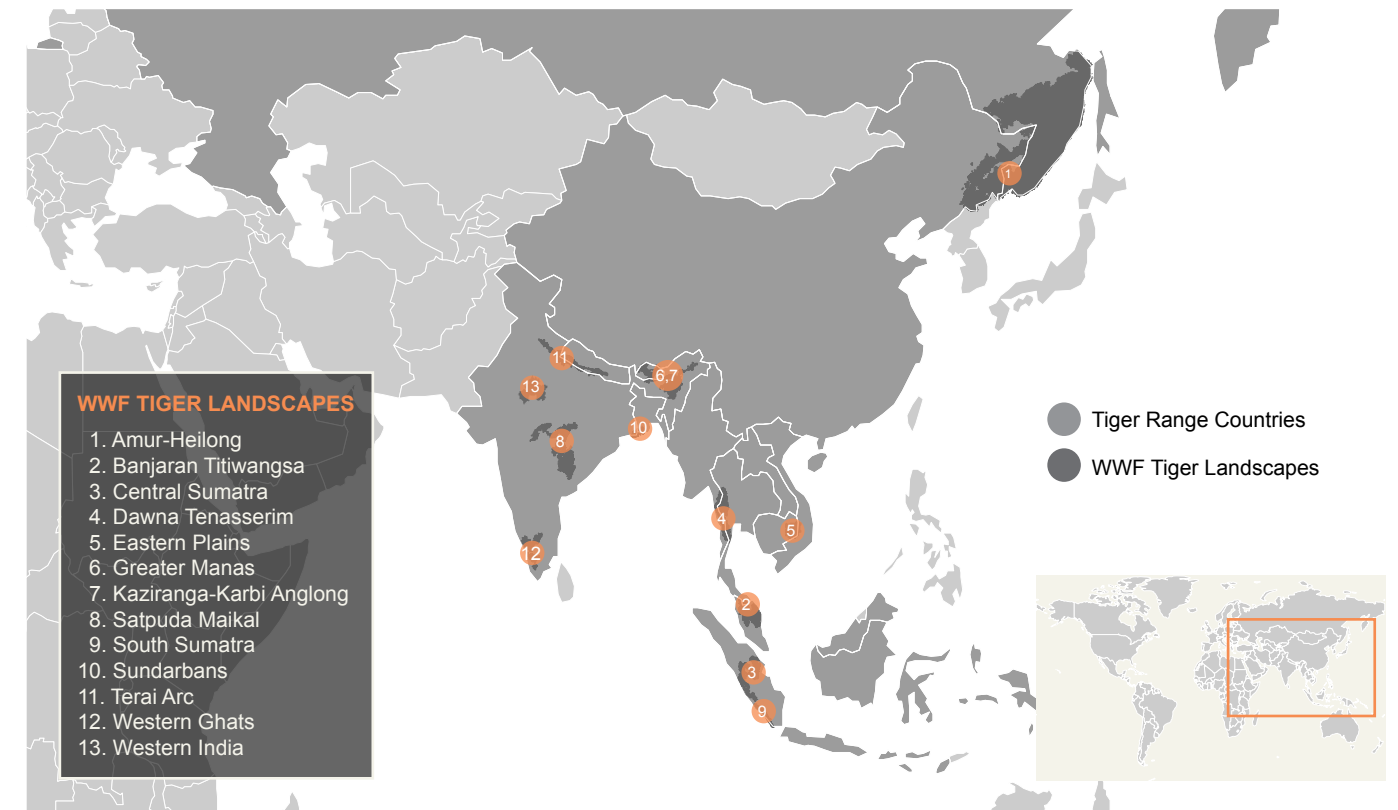 WWF TIGER LANDSCAPES
1. Amur-Heilong
2. Banjaran Titiwangsa
3. Central Sumatra
4. Dawna Tenasserim
5. Eastern Plains
6. Greater Manas
7. Kaziranga-Karbi Anglong
8. Satpuda Maikal
9. South Sumatra
10. Sundarbans
11. Terai Arc
12. Western Ghats
13. Western India
1
11
6,7
13
10
8
4
5
12
2
3
9
Tiger Range Countries
WWF Tiger Landscapes